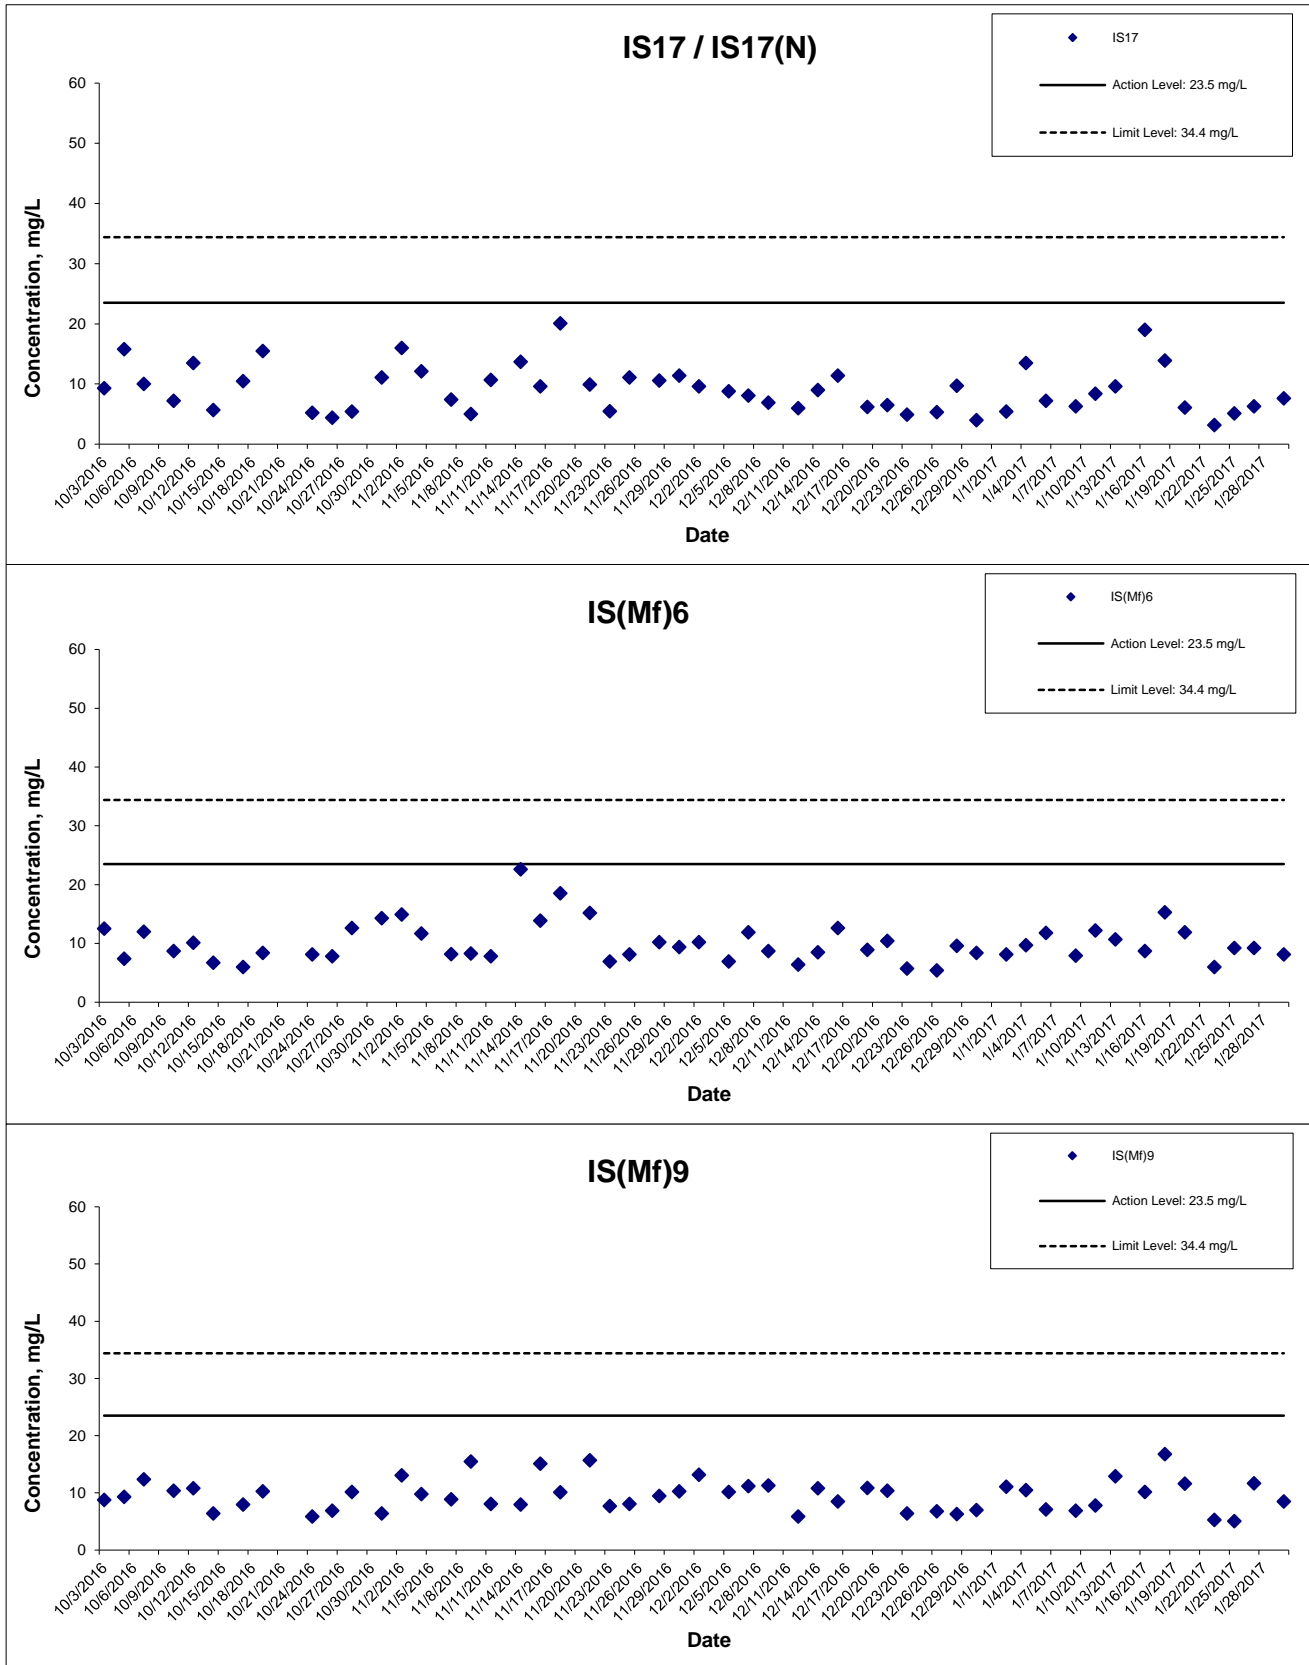 IS17 / IS17(N)
IS17
Action Level: 23.5 mg/L
Limit Level: 34.4 mg/L
Concentration, mg/L
60
50
40
30
20
10
0
10/3/2016 10/6/2016 10/9/2016 10/12/2016 10/15/2016 10/18/2016 10/21/2016 10/24/2016 10/27/2016 10/30/2016 11/2/2016 11/5/2016 11/8/2016 11/11/2016 11/14/2016 11/17/2016 11/20/2016 11/23/2016 11/26/2016 11/29/2016 12/2/2016 12/5/2016 12/8/2016 12/11/2016 12/14/2016 12/17/2016 12/20/2016 12/23/2016 12/26/2016 12/29/2016 1/1/2017 1/4/2017 1/7/2017 1/10/2017 1/13/2017 1/16/2017 1/19/2017 1/22/2017 1/25/2017 1/28/2017
Date
IS(Mf)6
IS(Mf)6
Action Level: 23.5 mg/L
Limit Level: 34.4 mg/L
Concentration, mg/L
60
50
40
30
20
10
0
10/3/2016 10/6/2016 10/9/2016 10/12/2016 10/15/2016 10/18/2016 10/21/2016 10/24/2016 10/27/2016 10/30/2016 11/2/2016 11/5/2016 11/8/2016 11/11/2016 11/14/2016 11/17/2016 11/20/2016 11/23/2016 11/26/2016 11/29/2016 12/2/2016 12/5/2016 12/8/2016 12/11/2016 12/14/2016 12/17/2016 12/20/2016 12/23/2016 12/26/2016 12/29/2016 1/1/2017 1/4/2017 1/7/2017 1/10/2017 1/13/2017 1/16/2017 1/19/2017 1/22/2017 1/25/2017 1/28/2017
Date
IS(Mf)9
IS(Mf)9
Action Level: 23.5 mg/L
Limit Level: 34.4 mg/L
Concentration, mg/L
60
50
40
30
20
10
0
10/3/2016 10/6/2016 10/9/2016 10/12/2016 10/15/2016 10/18/2016 10/21/2016 10/24/2016 10/27/2016 10/30/2016 11/2/2016 11/5/2016 11/8/2016 11/11/2016 11/14/2016 11/17/2016 11/20/2016 11/23/2016 11/26/2016 11/29/2016 12/2/2016 12/5/2016 12/8/2016 12/11/2016 12/14/2016 12/17/2016 12/20/2016 12/23/2016 12/26/2016 12/29/2016 1/1/2017 1/4/2017 1/7/2017 1/10/2017 1/13/2017 1/16/2017 1/19/2017 1/22/2017 1/25/2017 1/28/2017
Date